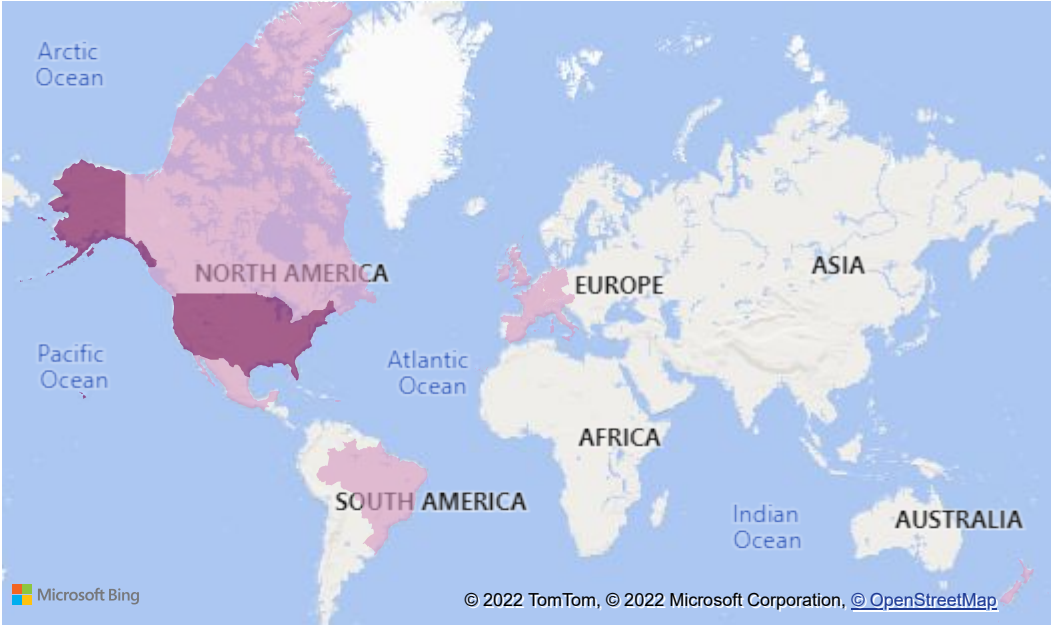 Arctic
Ocean
NORTH AMERICA
EUROPE
ASIA
Pacific
Ocean
Atlantic
Ocean
AFRICA
SOUTH AMERICA
Indian
Ocean
AUSTRALIA
Microsoft Bing
© 2022 TomTom, © 2022 Microsoft Corporation, © OpenStreetMap